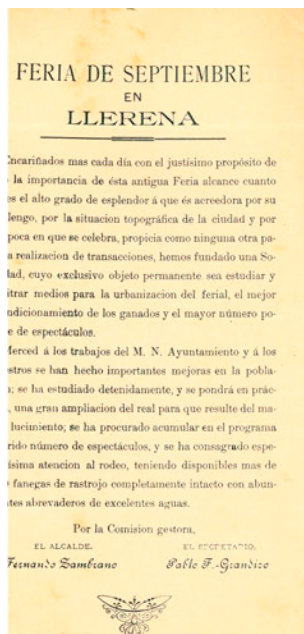 FERIA DE SEPTIEMBRE
EN
LLERENA
Encariñados mas cada día con el justísimo propósito de
la importancia de ésta antigua Feria alcance cuanto
es el alto grado de esplendor á que és acreedora por su
lengo, por la situacion topográfica de la ciudad y por
poca en que se celebra, propicia como ninguna otra pa-
a realizacion de transacciones, hemos fundado una So-
dad, cuyo exclusivo objeto permanente sea estudiar y
itrar medios para la urbanizacion del ferial, el mejor
ndicionamiento de los ganados y el mayor número po-
e de espectáculos.
Merced á los trabajos del M. N. Ayuntamiento y á los
estros se han hecho importantes mejoras en la pobla-
n; se ha estudiado detenidamente, y se pondrá en prác-
, una gran ampliacion del real para que resulte del ma-
lucimiento; se ha procurado acumular en el programa
rido número de espectáculos, y se ha consagrado espe-
ísima atencion al rodeo, teniendo disponibles mas de
fanegas de rastrojo completamente intacto con abun-
tes abrevaderos de excelentes aguas.
Por la Comision gestora,
EL ALCALDE. EL SECRETARIO,
Fernando Zambrano Pablo F.-Grandizo